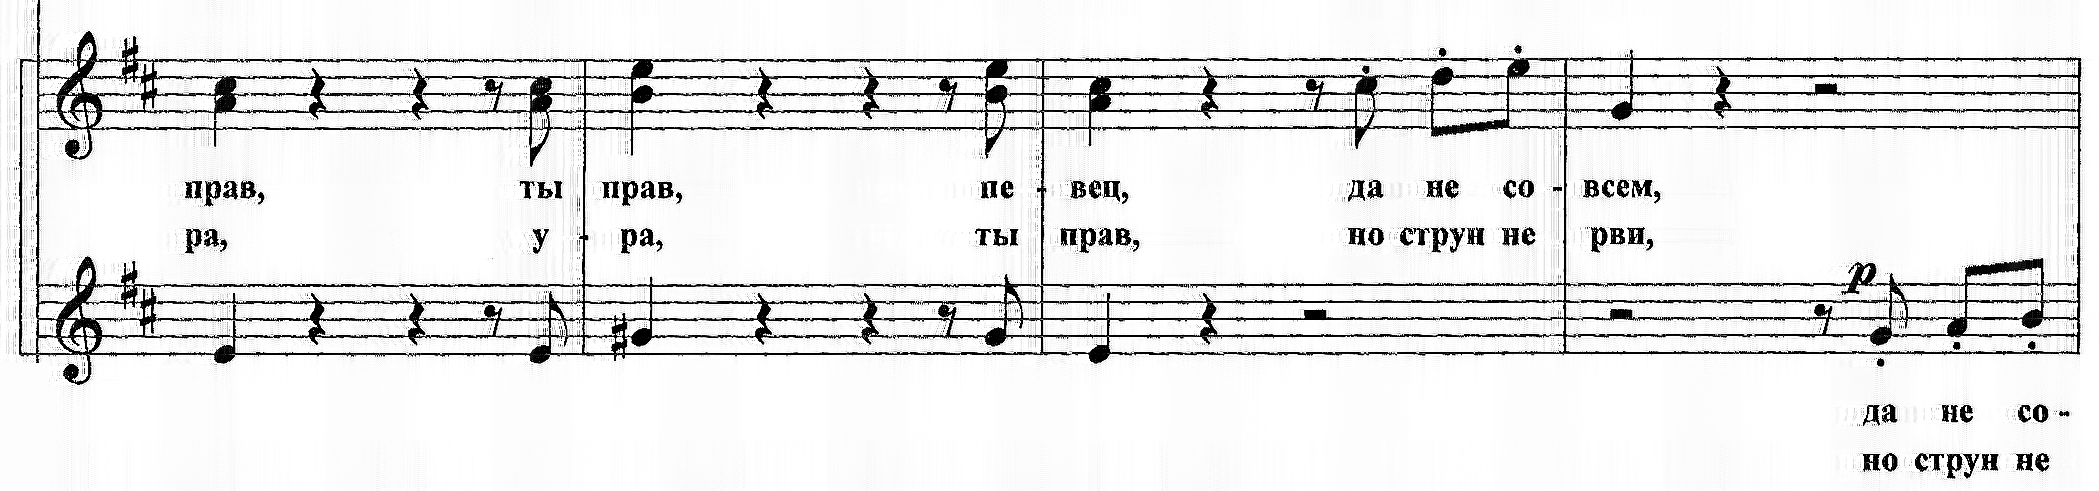 прав, ты прав, пе - вец, да не со - всем,
ра, у - ра, ты прав, но струн не рви,
p
да не со -
но струн не